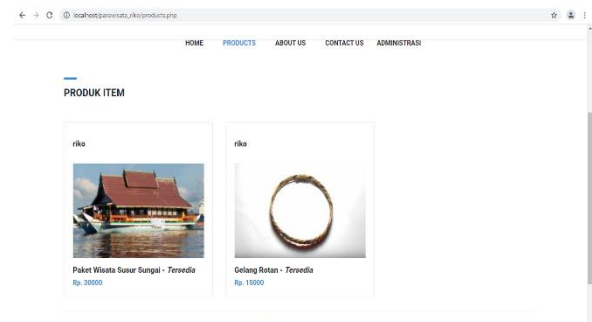 localhost/parowisata_riko/products.php
HOME PRODUCTS ABOUT US CONTACT US ADMINISTRASI
PRODUK ITEM
riko
riko
Paket Wisata Susur Sungai - Tersedia
Rp. 30000
Gelang Rotan - Tersedia
Rp. 15000